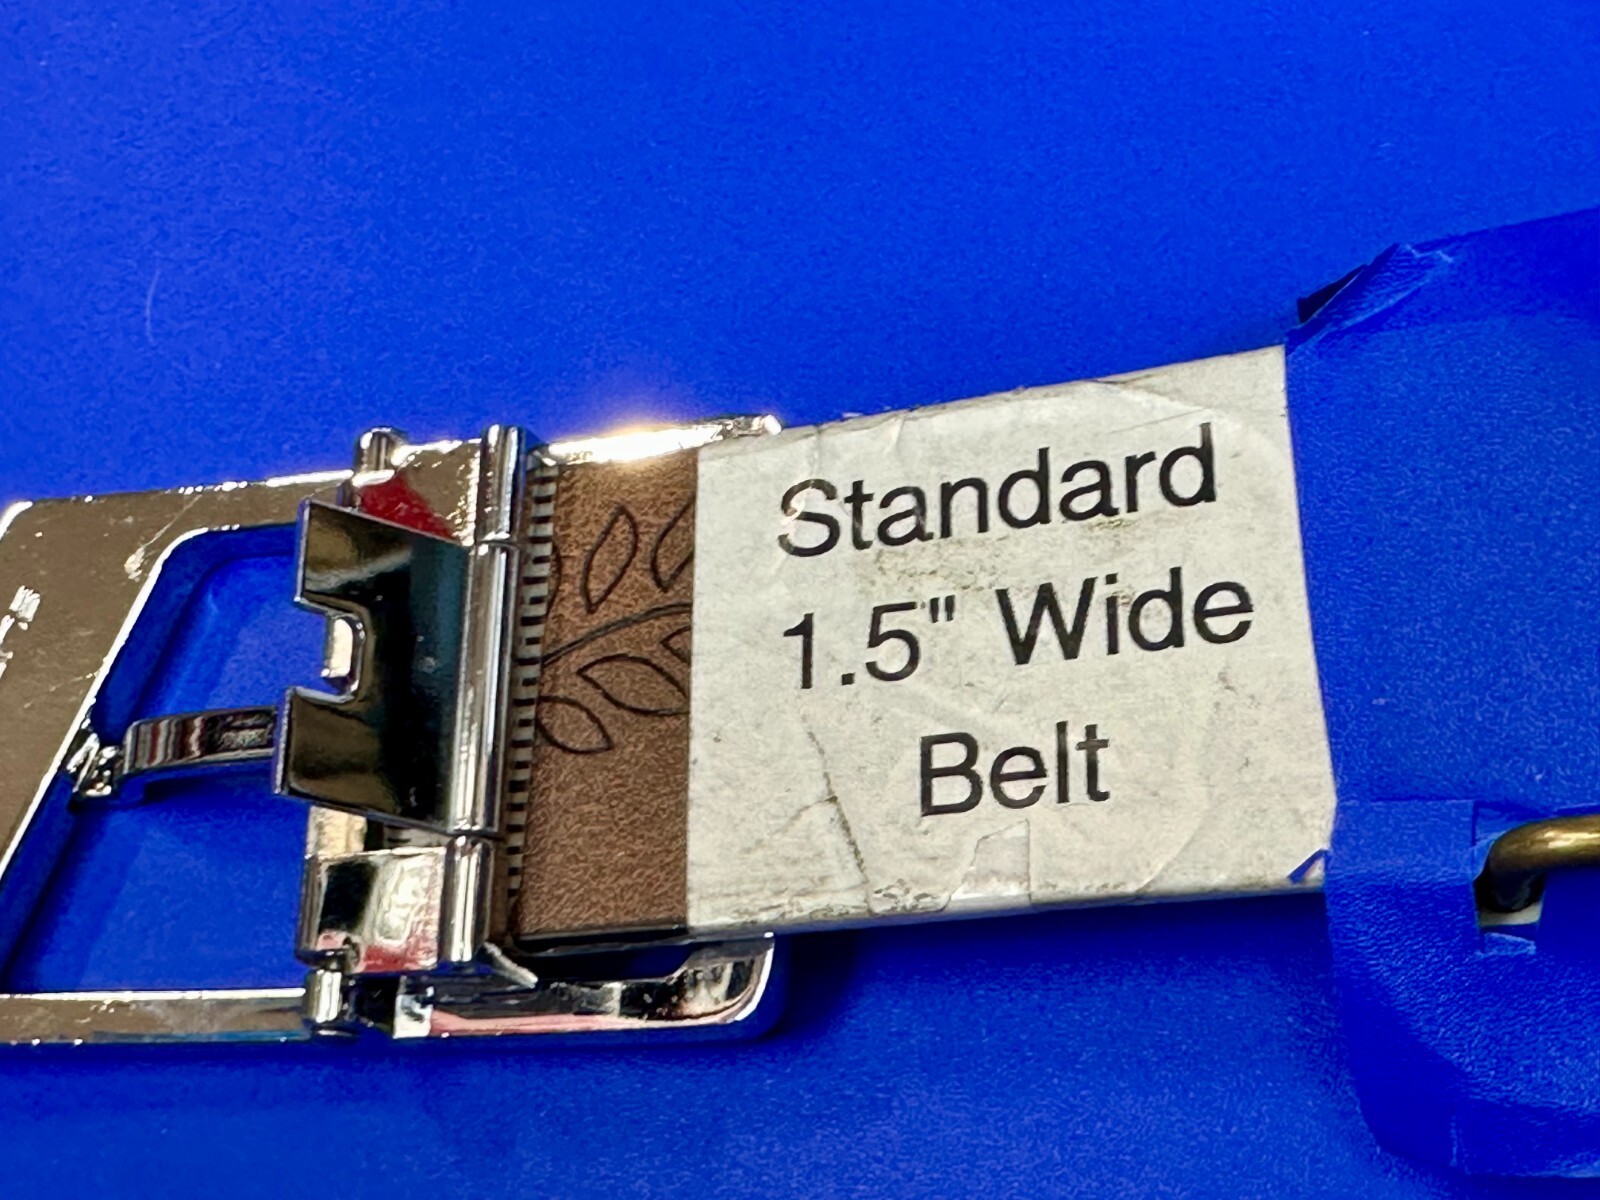 Standard
1.5" Wide
Belt